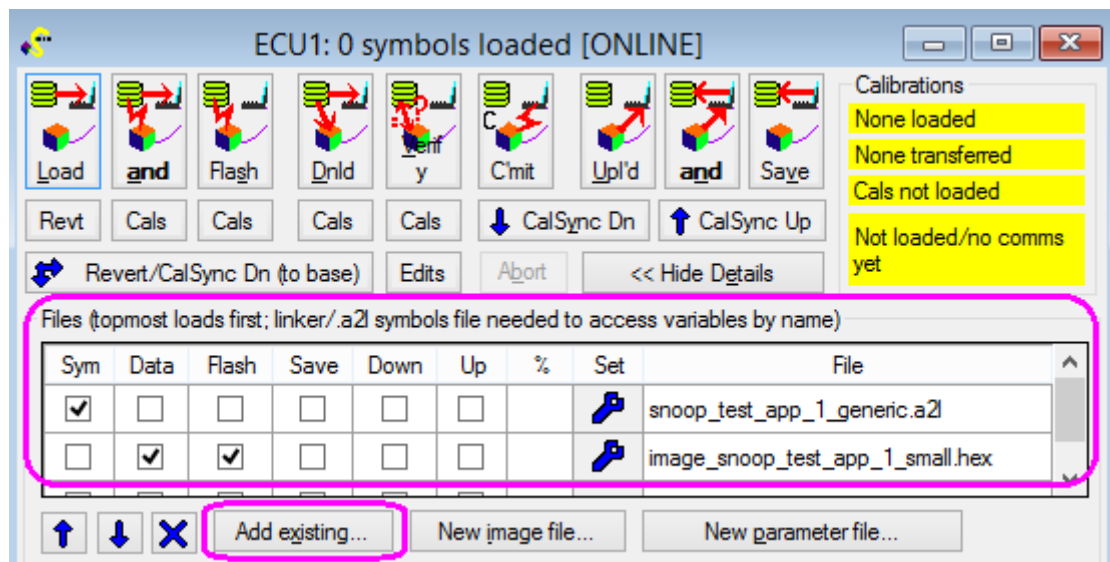 ECU1: 0 symbols loaded [ONLINE]
Load
and
Flash
Dnld
Verif
y
C
C'mit
Upl'd
and
Save
Calibrations
None loaded
None transferred
Cals not loaded
Not loaded/no comms
yet
Revt
Cals
Cals
Cals
Cals
CalSync Dn
CalSync Up
Revert/CalSync Dn (to base)
Edits
Abort
<< Hide Details
Files (topmost loads first; linker/.a2l symbols file needed to access variables by name)
Sym Data Flash Save Down Up % Set File
snoop_test_app_1_generic.a2l
image_snoop_test_app_1_small.hex
Add existing...
New image file...
New parameter file...